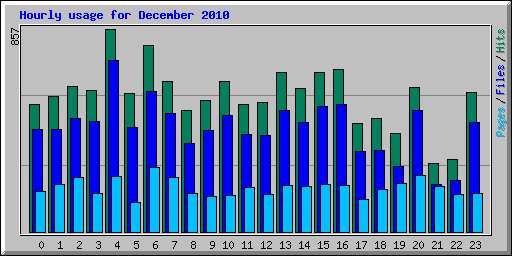 Hourly usage for December 2010
857
Pages / Files / Hits
0 1 2 3 4 5 6 7 8 9 10 11 12 13 14 15 16 17 18 19 20 21 22 23